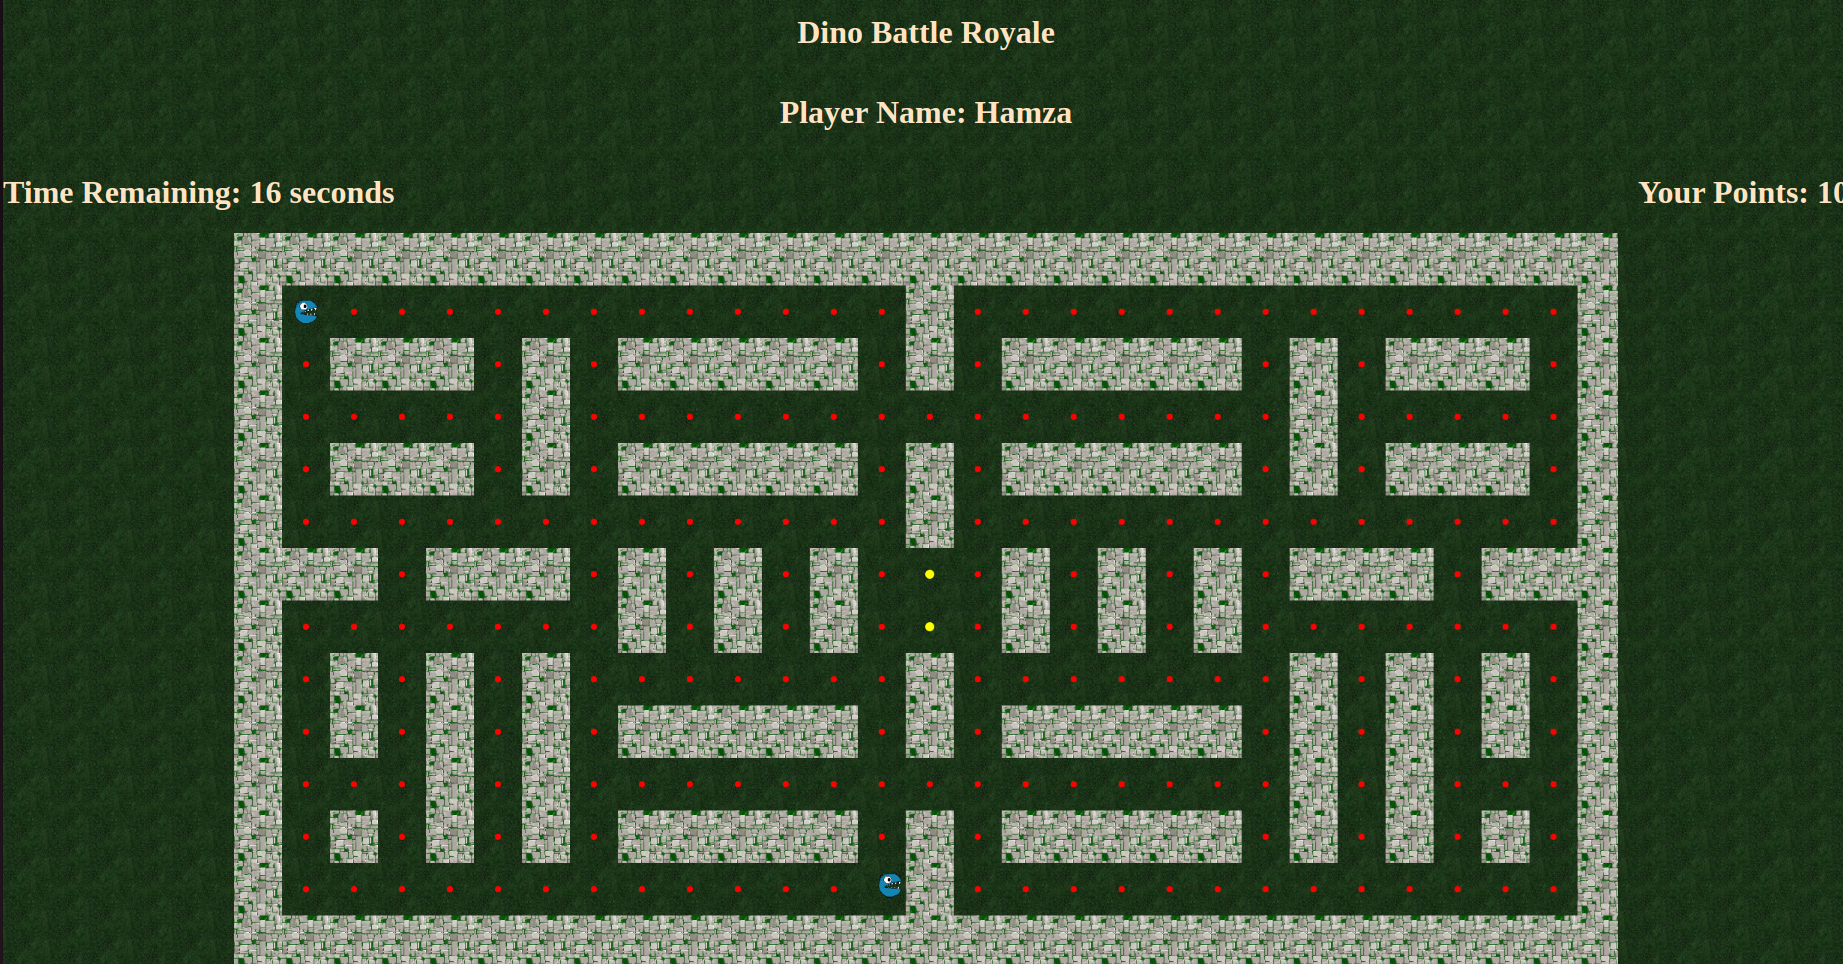 Dino Battle Royale
Player Name: Hamza
Time Remaining: 16 seconds
Your Points: 10